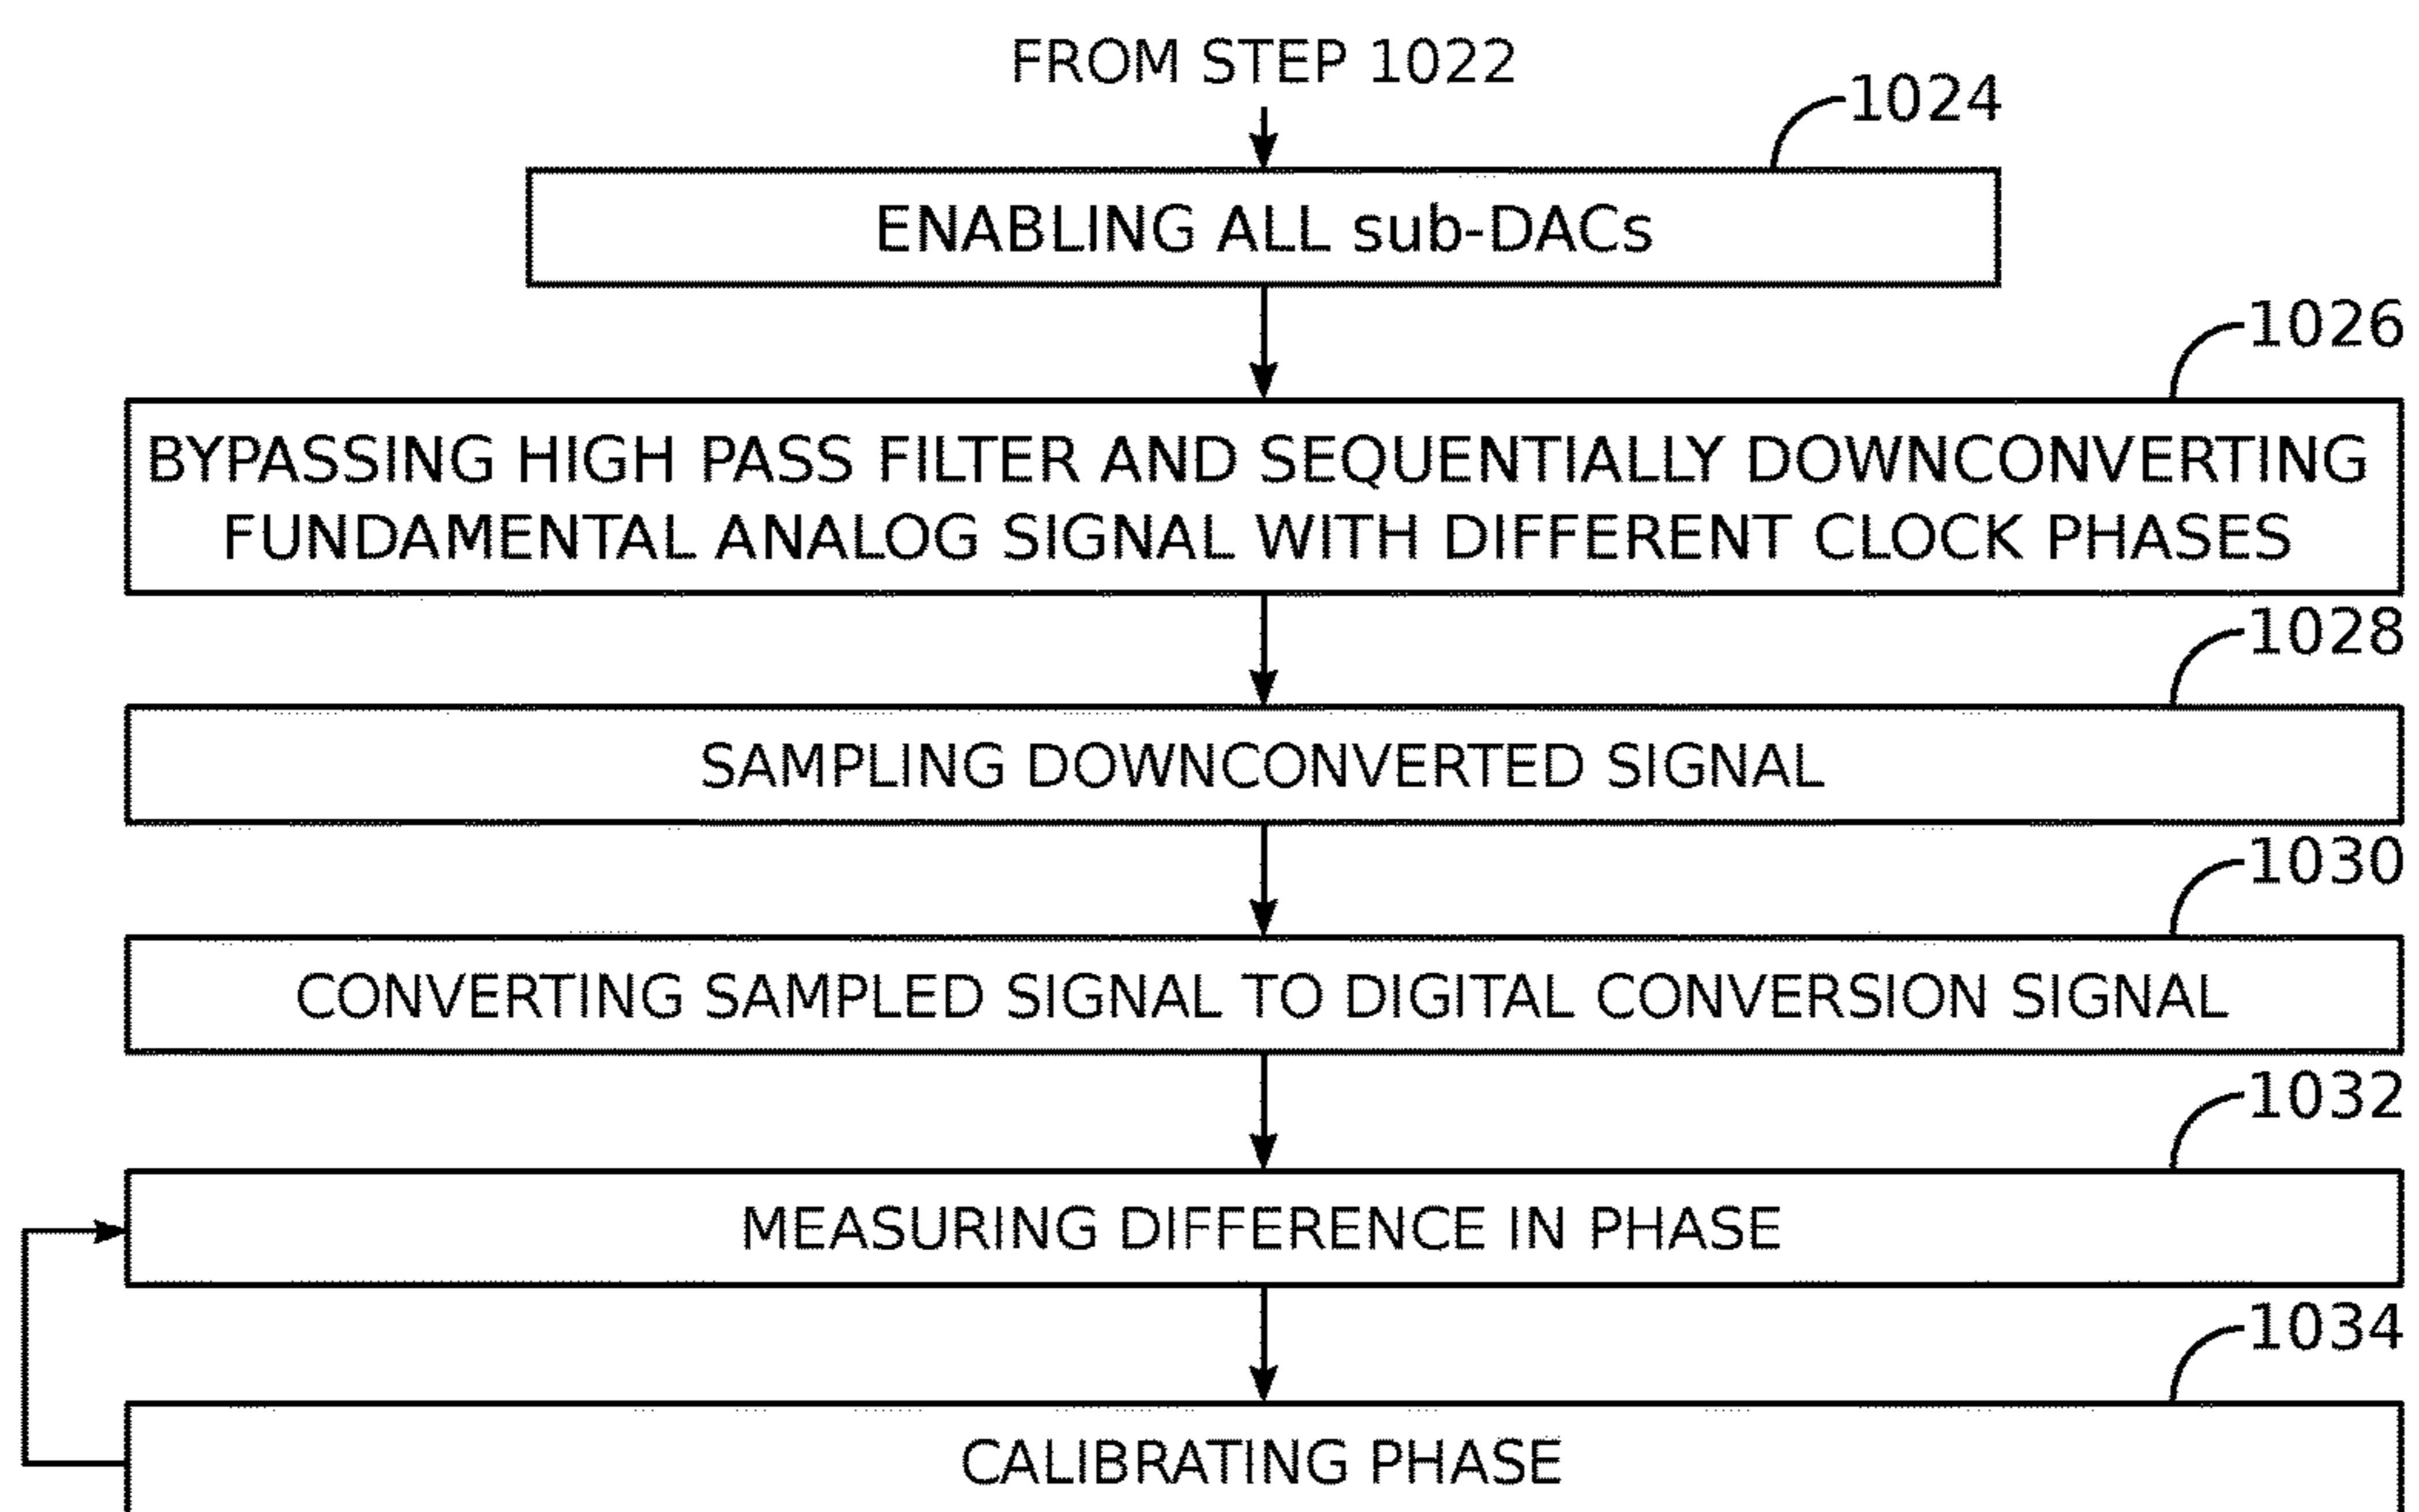 FROM STEP 1022
1024
ENABLING ALL sub-DACs
1026
BYPASSING HIGH PASS FILTER AND SEQUENTIALLY DOWNCONVERTING
FUNDAMENTAL ANALOG SIGNAL WITH DIFFERENT CLOCK PHASES
1028
SAMPLING DOWNCONVERTED SIGNAL
1030
CONVERTING SAMPLED SIGNAL TO DIGITAL CONVERSION SIGNAL
1032
MEASURING DIFFERENCE IN PHASE
1034
CALIBRATING PHASE